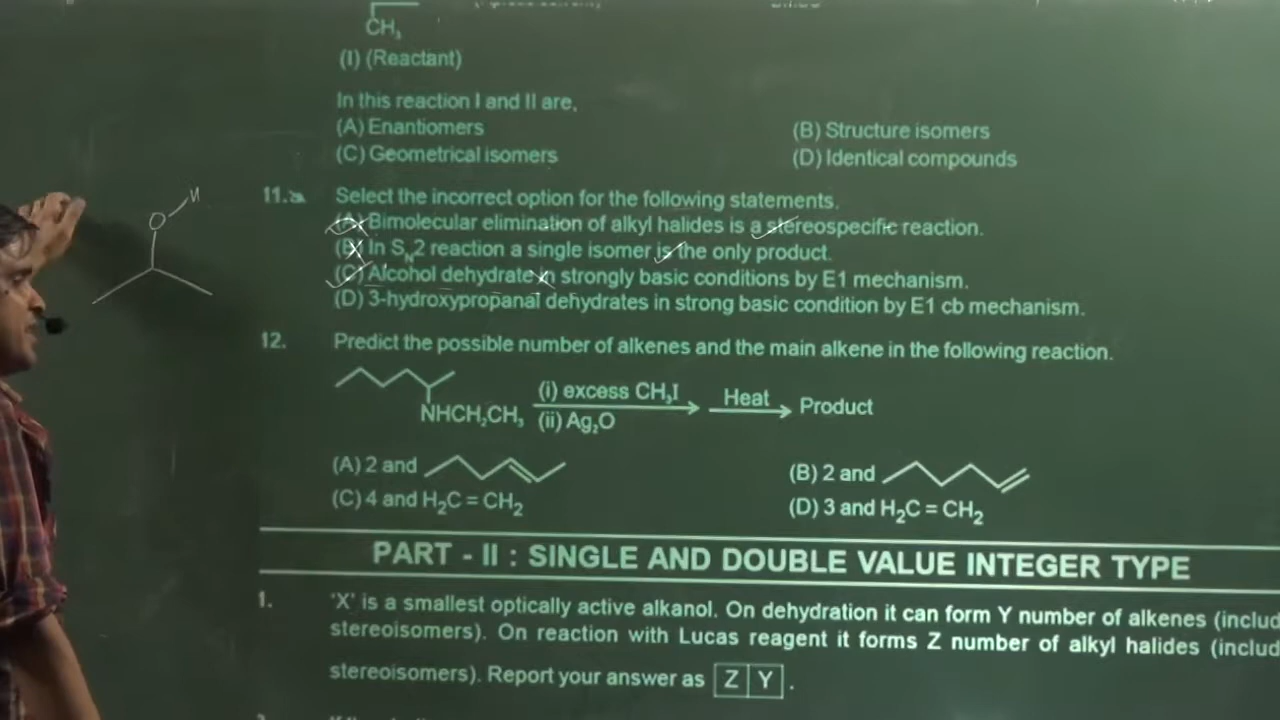 CH₃
(I) (Reactant)
In this reaction I and II are,
(A) Enantiomers (B) Structure isomers
(C) Geometrical isomers (D) Identical compounds
11. Select the incorrect option for the following statements.
(A) Bimolecular elimination of alkyl halides is a stereospecific reaction.
(B) In S_N2 reaction a single isomer is the only product.
(C) Alcohol dehydrate in strongly basic conditions by E1 mechanism.
(D) 3-hydroxypropanal dehydrates in strong basic condition by E1 cb mechanism.
O H
12. Predict the possible number of alkenes and the main alkene in the following reaction.
(i) excess CH₃I Heat
NHCH₂CH₃ (ii) Ag₂O Product
(A) 2 and (B) 2 and
(C) 4 and H₂C = CH₂ (D) 3 and H₂C = CH₂
PART - II : SINGLE AND DOUBLE VALUE INTEGER TYPE
1. 'X' is a smallest optically active alkanol. On dehydration it can form Y number of alkenes (includ
stereoisomers). On reaction with Lucas reagent it forms Z number of alkyl halides (includ
stereoisomers). Report your answer as Z Y .